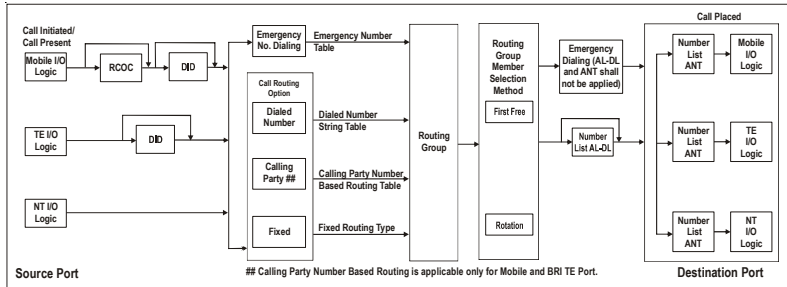 Call Initiated/
Call Present
Mobile I/O
Logic
RCOC
DID
TE I/O
Logic
DID
NT I/O
Logic
Source Port
Emergency
No. Dialing
Emergency Number
Table
Call Routing
Option
Dialed
Number
Dialed Number
String Table
Calling
Party ##
Calling Party Number
Based Routing Table
Fixed
Fixed Routing Type
Routing
Group
Routing
Group
Member
Selection
Method
First Free
Rotation
Emergency
Dialing (AL-DL
and ANT shall
not be applied)
Number
List AL-DL
Call Placed
Number
List
ANT
Mobile
I/O
Logic
Number
List
ANT
TE
I/O
Logic
Number
List
ANT
NT
I/O
Logic
## Calling Party Number Based Routing is applicable only for Mobile and BRI TE Port.
Destination Port